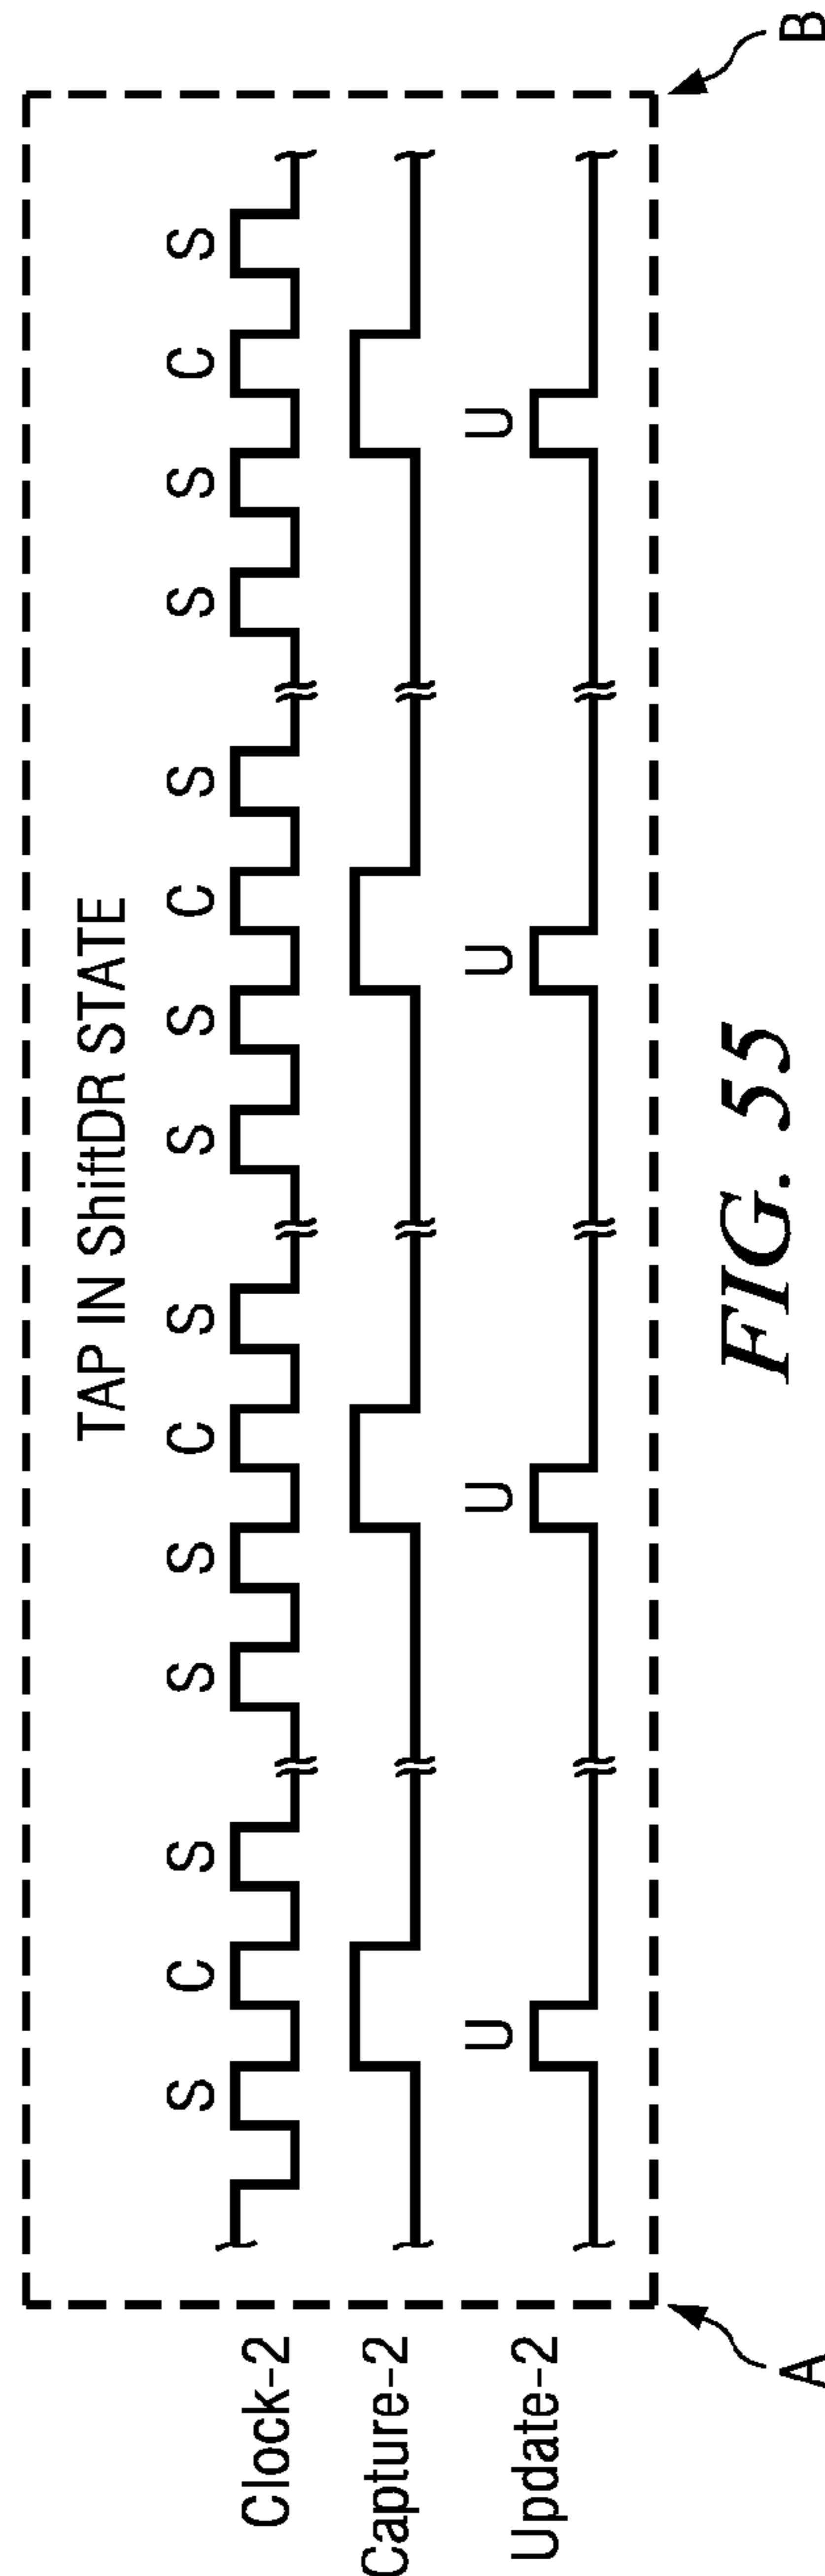 TAP IN ShiftDR STATE
S C S S S C S S S C S S S C S
Clock-2
Capture-2
U U U U
Update-2
A B
FIG. 55